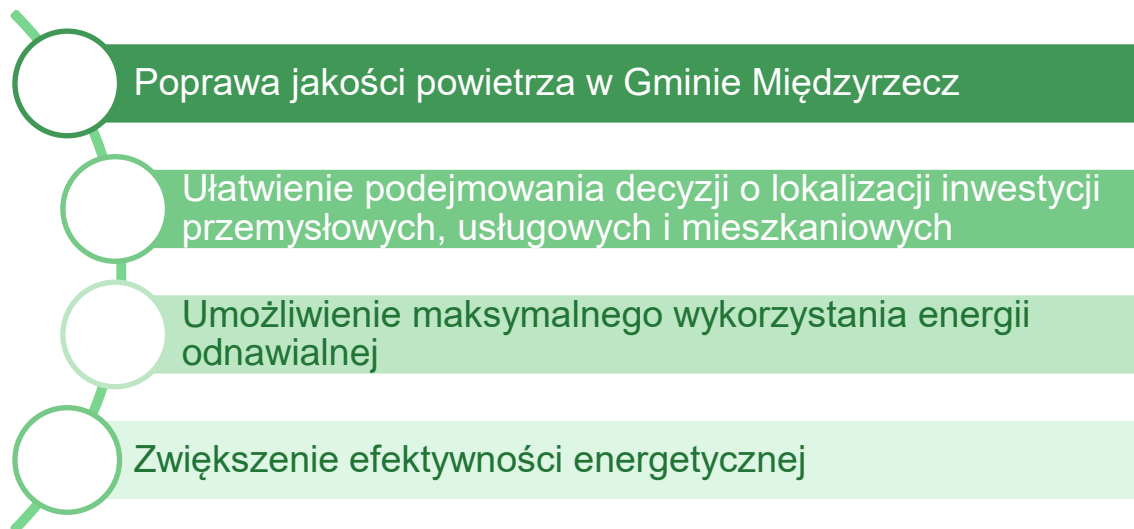 Poprawa jakości powietrza w Gminie Międzyrzecz
Ułatwienie podejmowania decyzji o lokalizacji inwestycji
przemysłowych, usługowych i mieszkaniowych
Umożliwienie maksymalnego wykorzystania energii
odnawialnej
Zwiększenie efektywności energetycznej